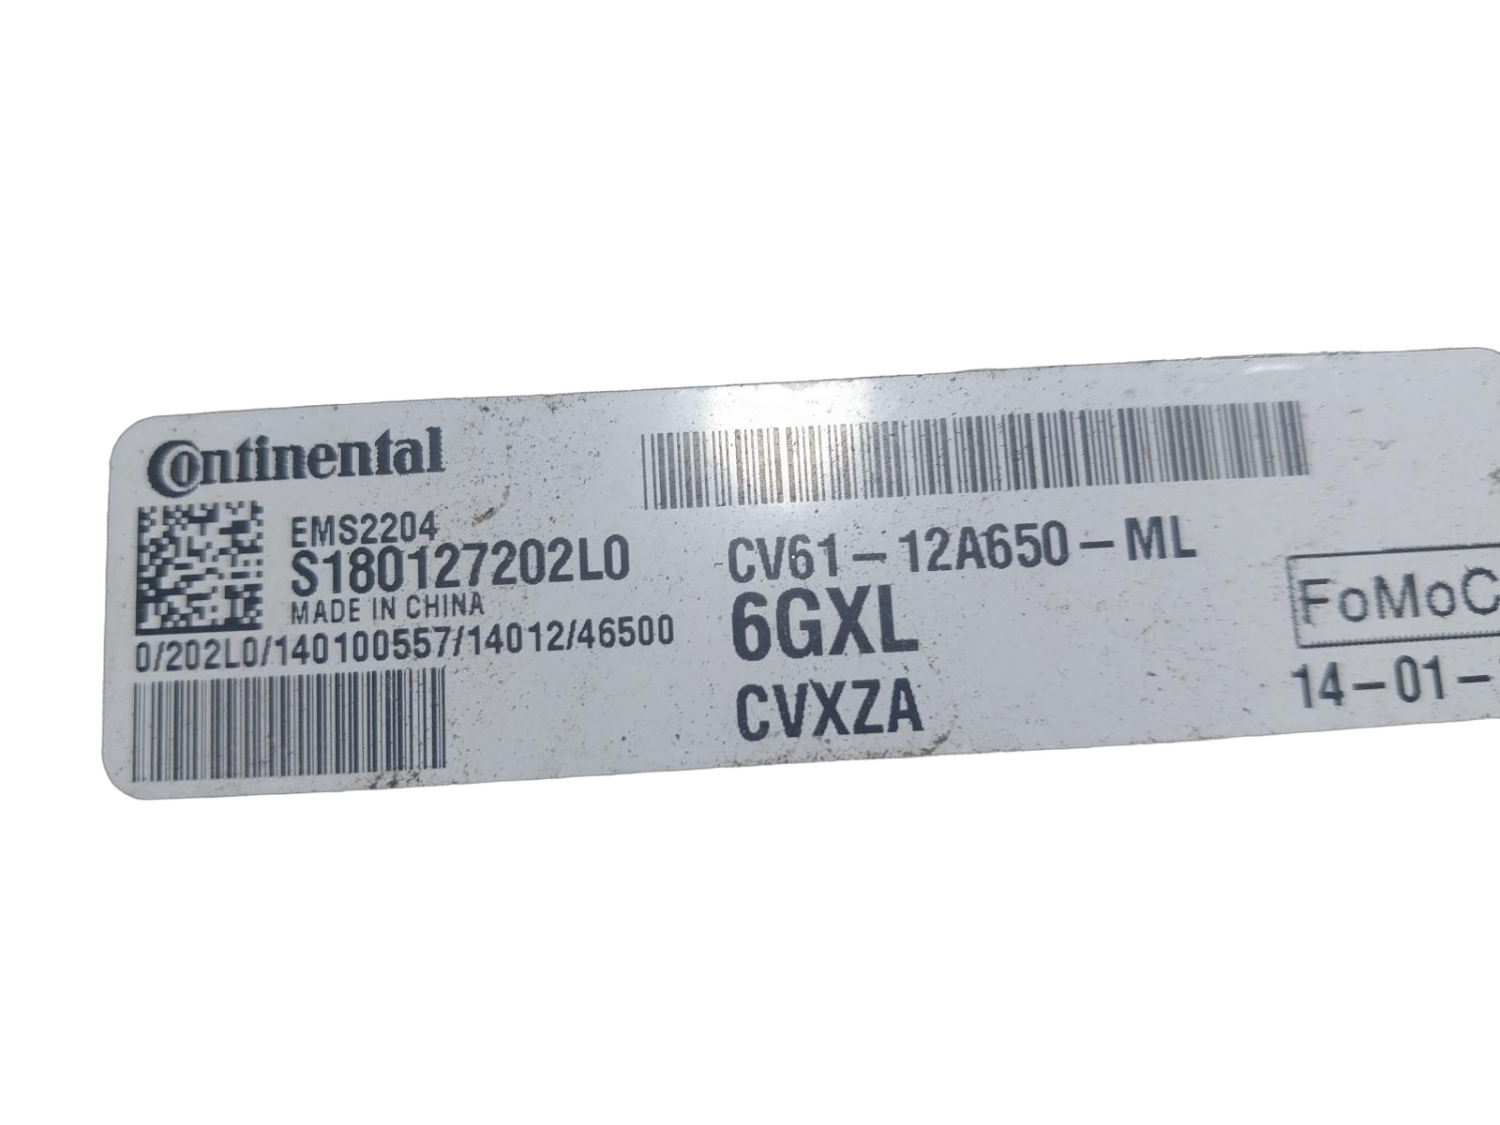 Continental
EMS2204
S180127202L0
MADE IN CHINA
0/202L0/140100557/14012/46500
CV61-12A650-ML
6GXL
CVXZA
FoMoC
14-01-